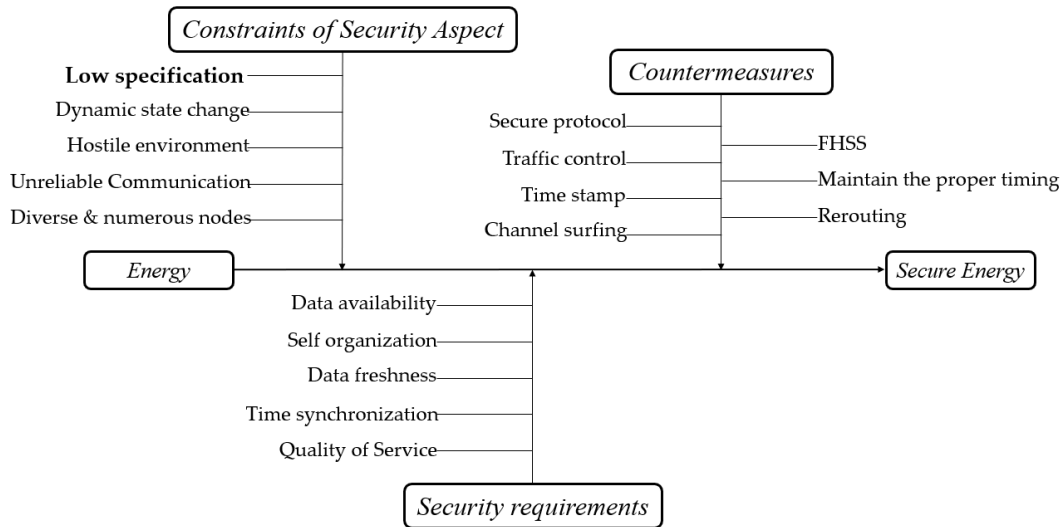 Constraints of Security Aspect
Low specification
Dynamic state change
Hostile environment
Unreliable Communication
Diverse & numerous nodes
Countermeasures
Secure protocol
Traffic control
Time stamp
Channel surfing
FHSS
Maintain the proper timing
Rerouting
Energy
Secure Energy
Data availability
Self organization
Data freshness
Time synchronization
Quality of Service
Security requirements